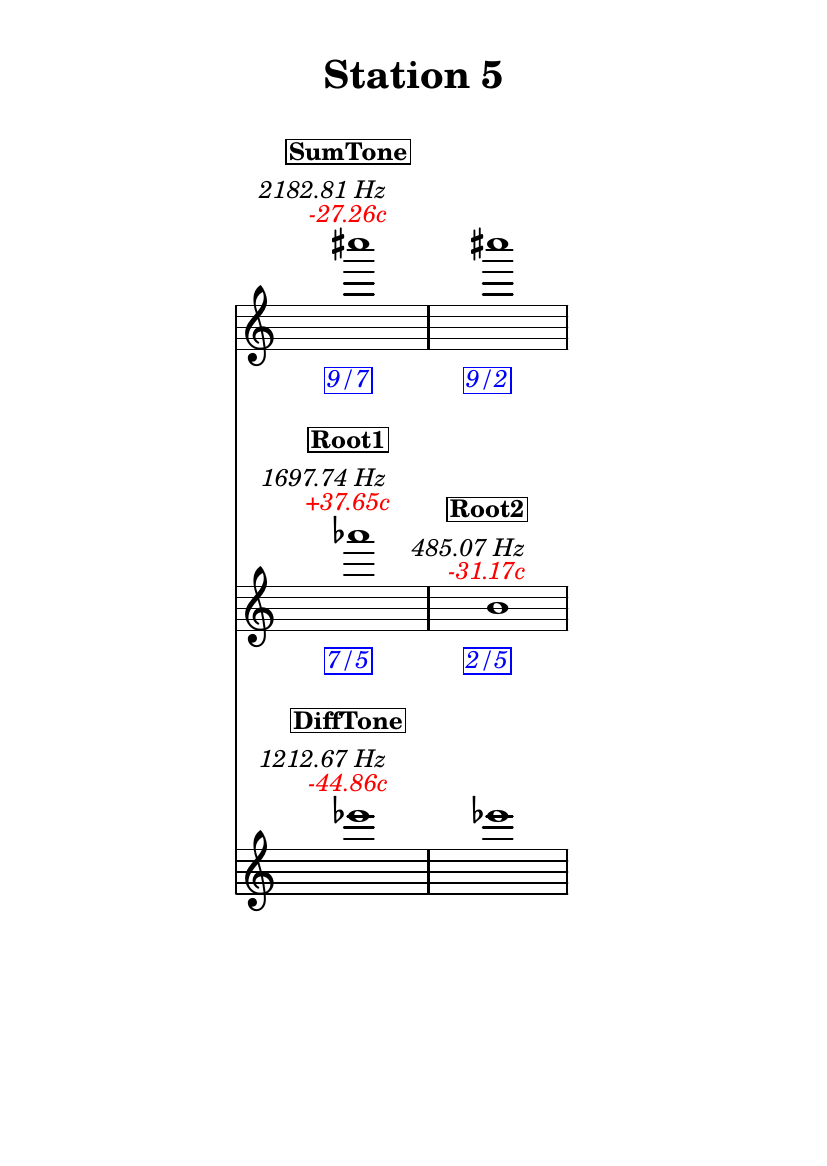 Station 5
SumTone
2182.81 Hz
-27.26c
9/7 9/2
Root1
1697.74 Hz
+37.65c
Root2
485.07 Hz
-31.17c
7/5 2/5
DiffTone
1212.67 Hz
-44.86c